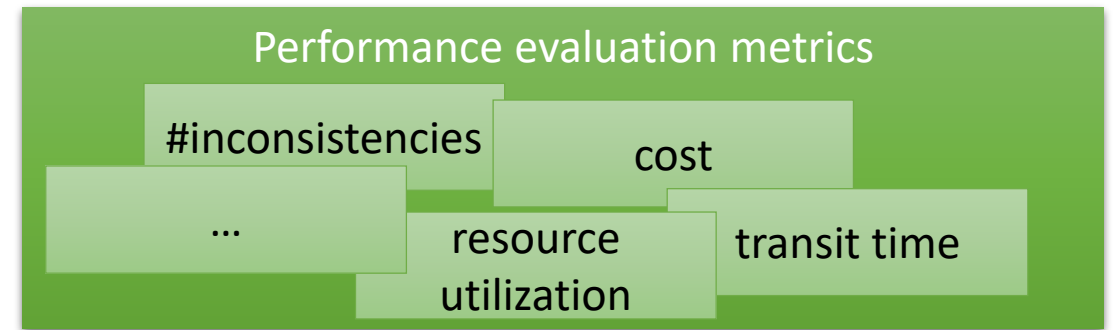 Performance evaluation metrics
#inconsistencies
cost
...
resource
utilization
transit time